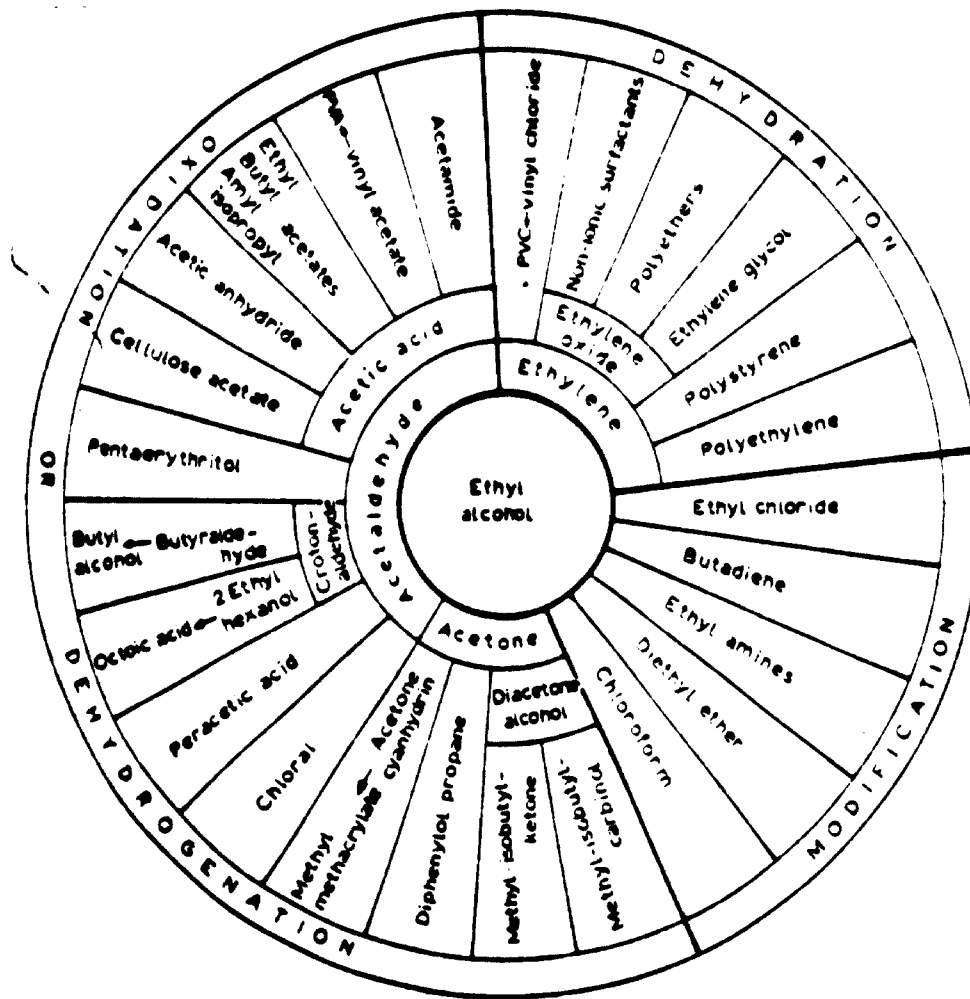 DEHYDRATION
PVC←vinyl chloride
Non-ionic surfactants
Polyethers
Ethylene glycol
Ethylene
oxide
Polystyrene
Polyethylene
Ethylene
MODIFICATION
Ethyl chloride
Butadiene
Ethyl amines
Diethyl ether
Chloroform
OXIDATION
OR
DEHYDROGENATION
Acetamide
PVA←vinyl acetate
Ethyl
Butyl
Amyl acetates
isopropyl
Acetic
anhydride
Cellulose acetate
Acetic acid
Pentaerythritol
Butyl ← Butyralde-
alcohol hyde
Croton-
aldehyde
2 Ethyl
Octoic acid← hexanol
Peracetic acid
Chloral
Acetaldehyde
Methyl ← Acetone
methacrylate cyanhydrin
Diphenylol propane
Methyl isobutyl-
ketone
Methyl-isobutyl-
carbinol
Diacetone
alcohol
Acetone
Ethyl
alcohol